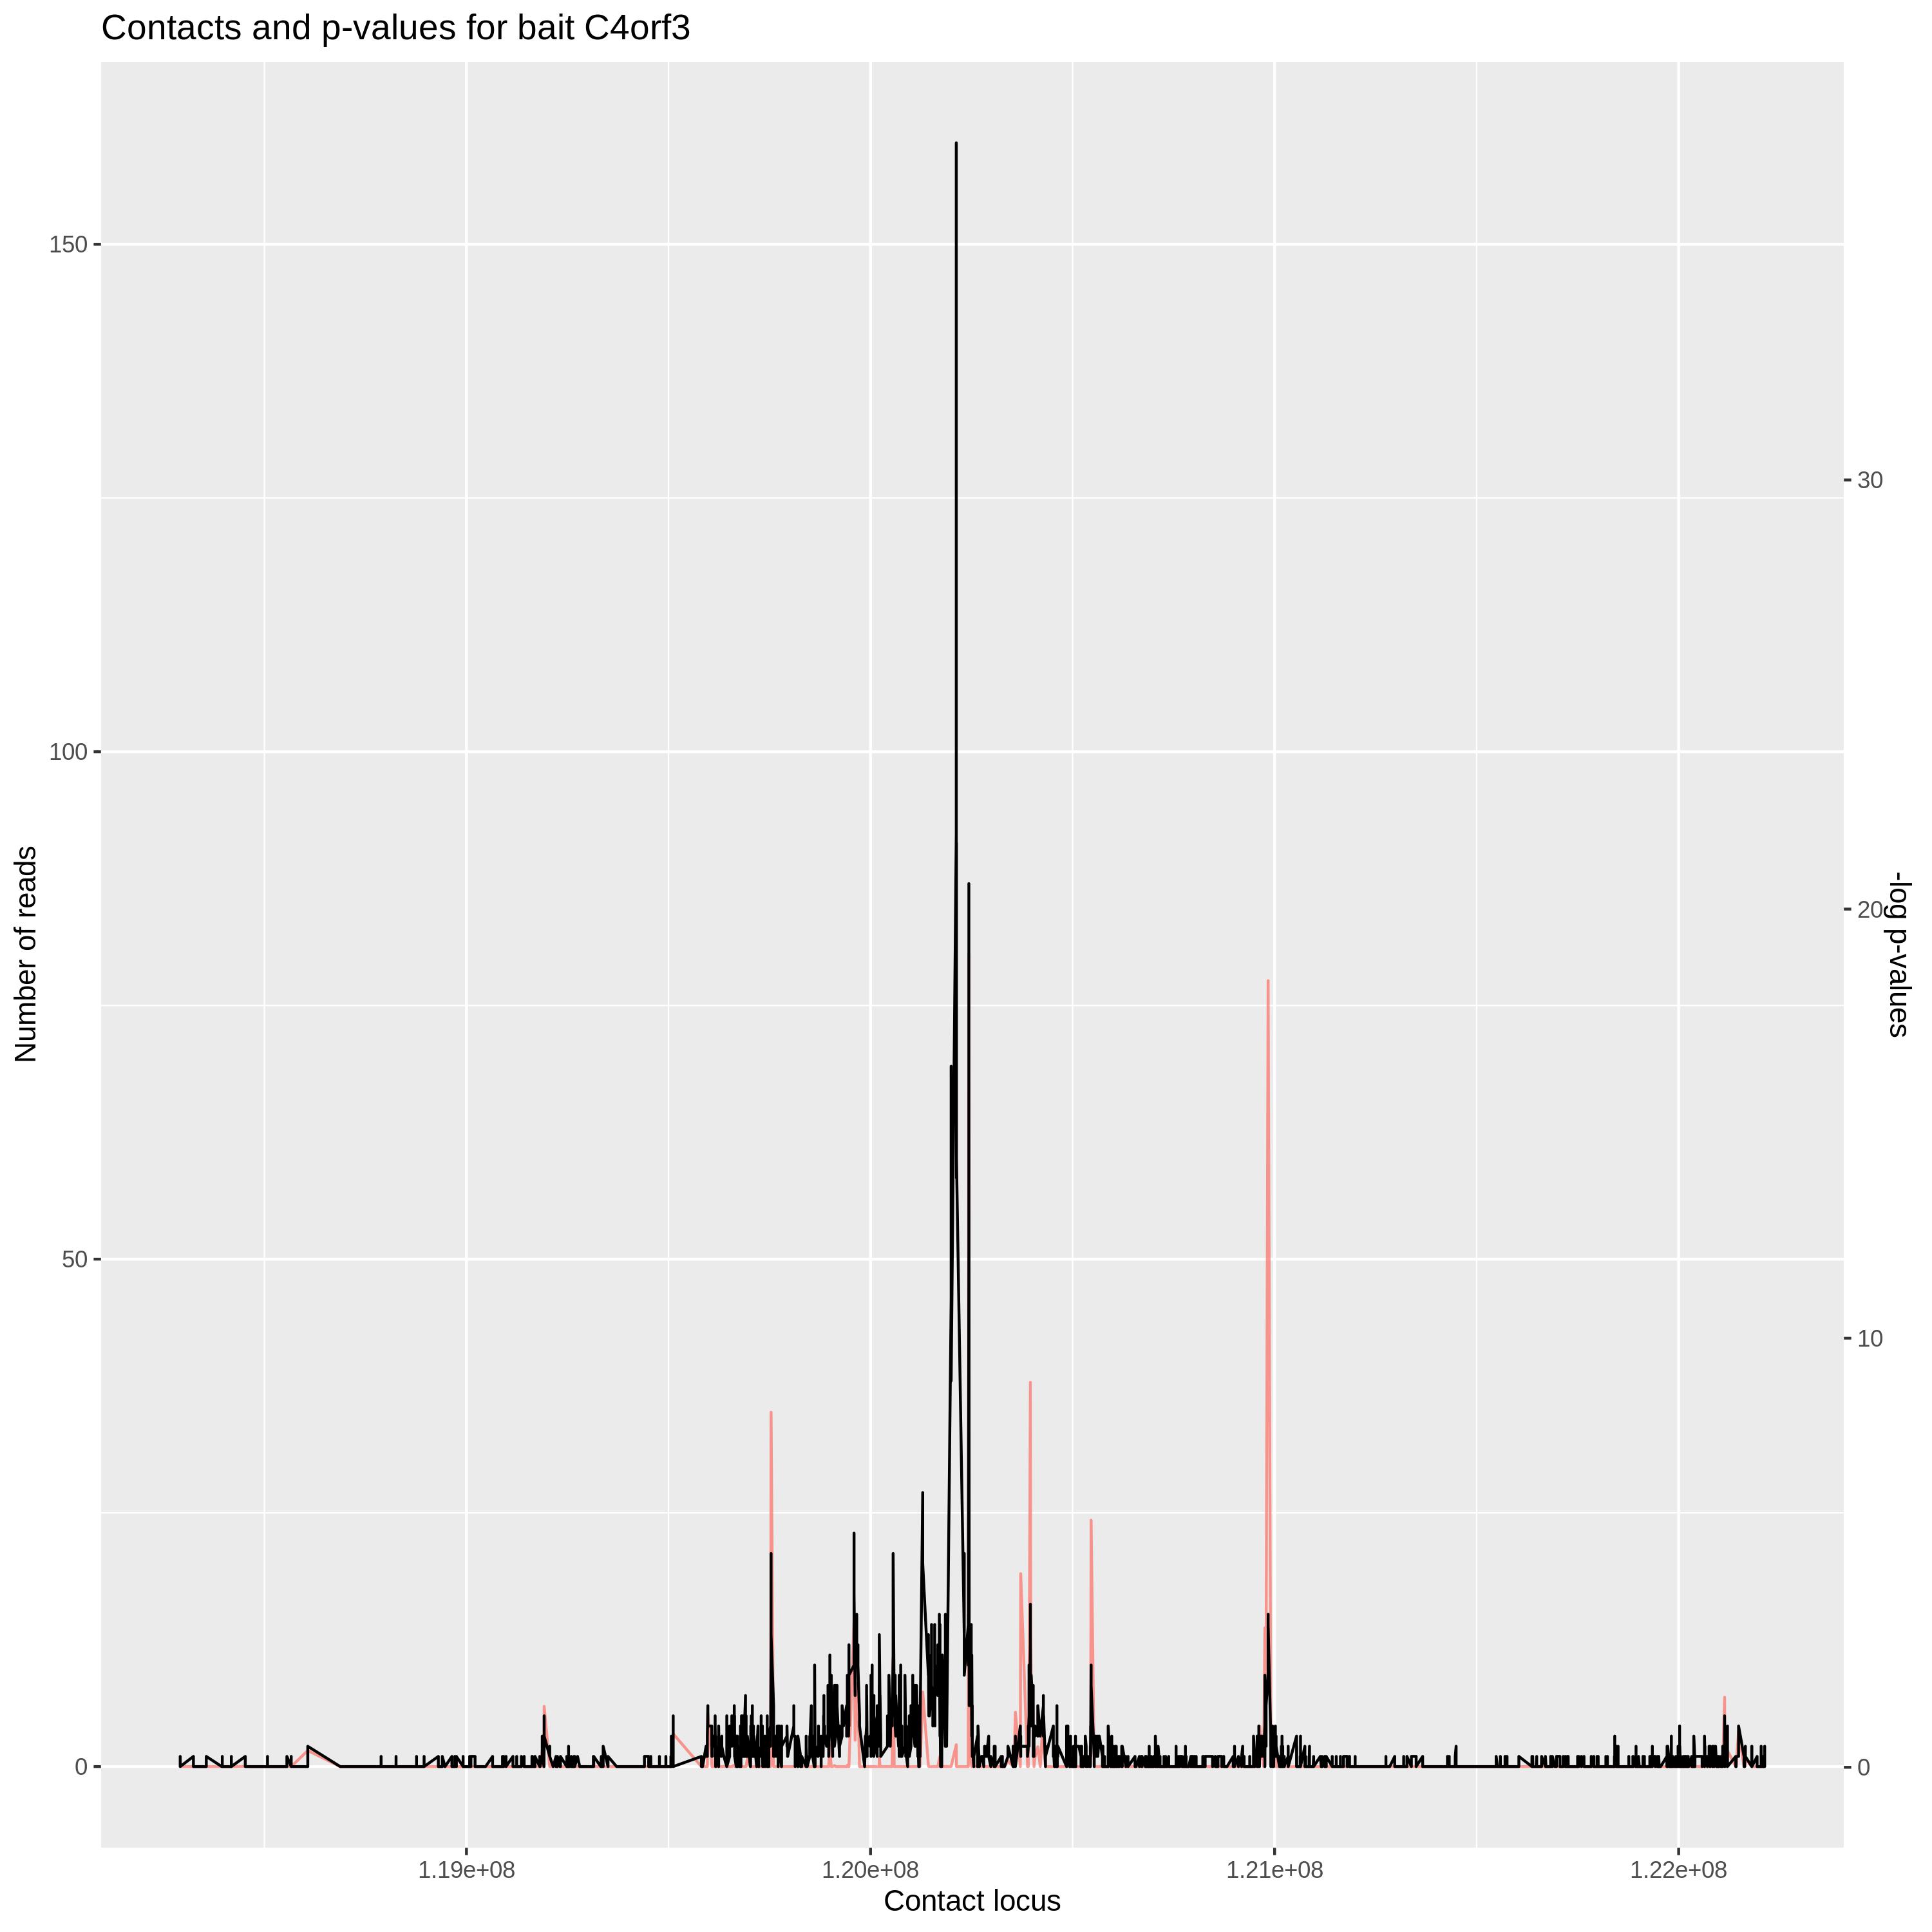 Contacts and p-values for bait C4orf3
150
100
50
0
Number of reads
30
20
10
0
-log p-values
1.19e+08
1.20e+08
1.21e+08
1.22e+08
Contact locus